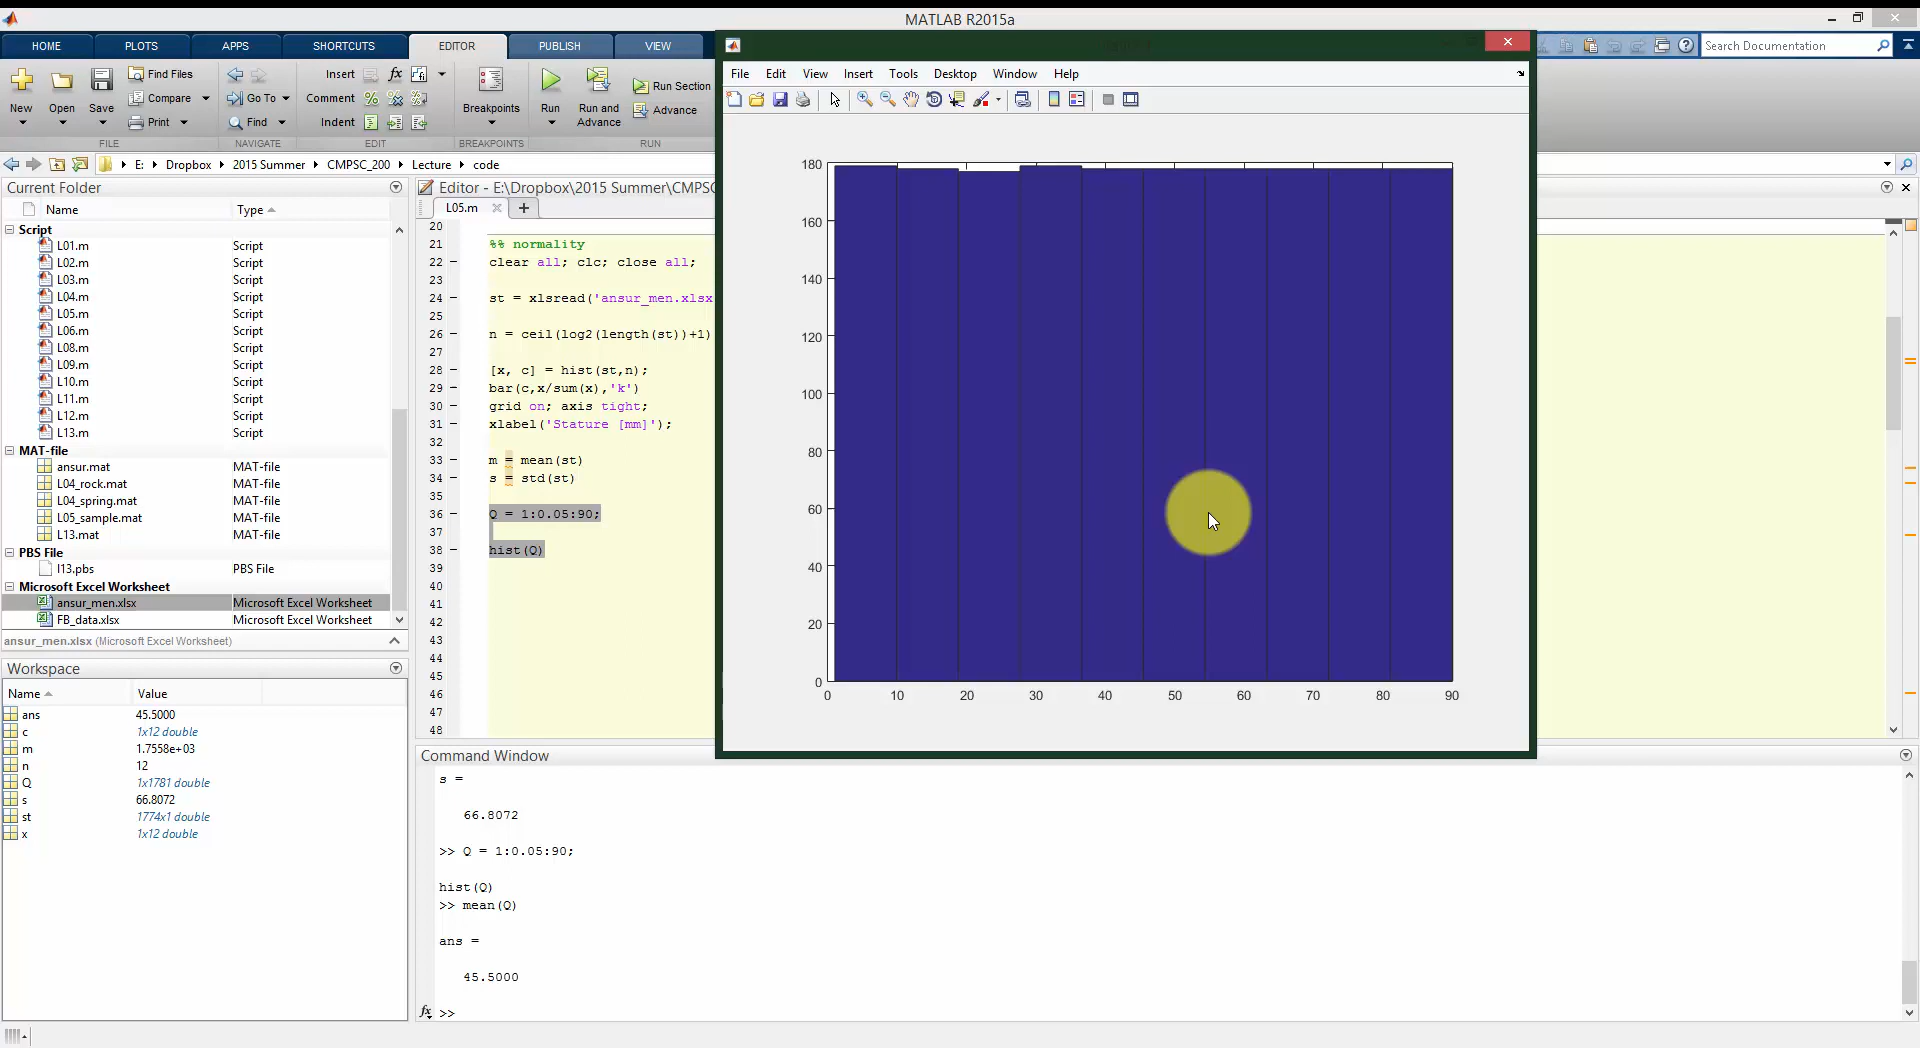 MATLAB R2015a
HOME PLOTS APPS SHORTCUTS EDITOR PUBLISH VIEW
Search Documentation
New Open Save Find Files Compare Print
Go To Find
Insert fx Comment Indent
Breakpoints Run Run and Advance Run Section Advance
FILE NAVIGATE EDIT BREAKPOINTS RUN
E: Dropbox 2015 Summer CMPSC_200 Lecture code
Current Folder
Name Type
Script
L01.m Script
L02.m Script
L03.m Script
L04.m Script
L05.m Script
L06.m Script
L08.m Script
L09.m Script
L10.m Script
L11.m Script
L12.m Script
L13.m Script
MAT-file
ansur.mat MAT-file
L04_rock.mat MAT-file
L04_spring.mat MAT-file
L05_sample.mat MAT-file
L13.mat MAT-file
PBS File
l13.pbs PBS File
Microsoft Excel Worksheet
ansur_men.xlsx Microsoft Excel Worksheet
FB_data.xlsx Microsoft Excel Worksheet
ansur_men.xlsx (Microsoft Excel Worksheet)
Workspace
Name Value
ans 45.5000
c 1x12 double
m 1.7558e+03
n 12
Q 1x1781 double
s 66.8072
st 1774x1 double
x 1x12 double
Editor - E:\Dropbox\2015 Summer\CMPSC
L05.m
20
21 %% normality
22 clear all; clc; close all;
23
24 st = xlsread('ansur_men.xlsx
25
26 n = ceil(log2(length(st))+1)
27
28 [x, c] = hist(st,n);
29 bar(c,x/sum(x),'k')
30 grid on; axis tight;
31 xlabel('Stature [mm]');
32
33 m = mean(st)
34 s = std(st)
35
36 Q = 1:0.05:90;
37
38 hist(Q)
39
40
41
42
43
44
45
46
47
48
File Edit View Insert Tools Desktop Window Help
180
160
140
120
100
80
60
40
20
0
0 10 20 30 40 50 60 70 80 90
Command Window
s =
66.8072
>> Q = 1:0.05:90;
hist(Q)
>> mean(Q)
ans =
45.5000
fx >>